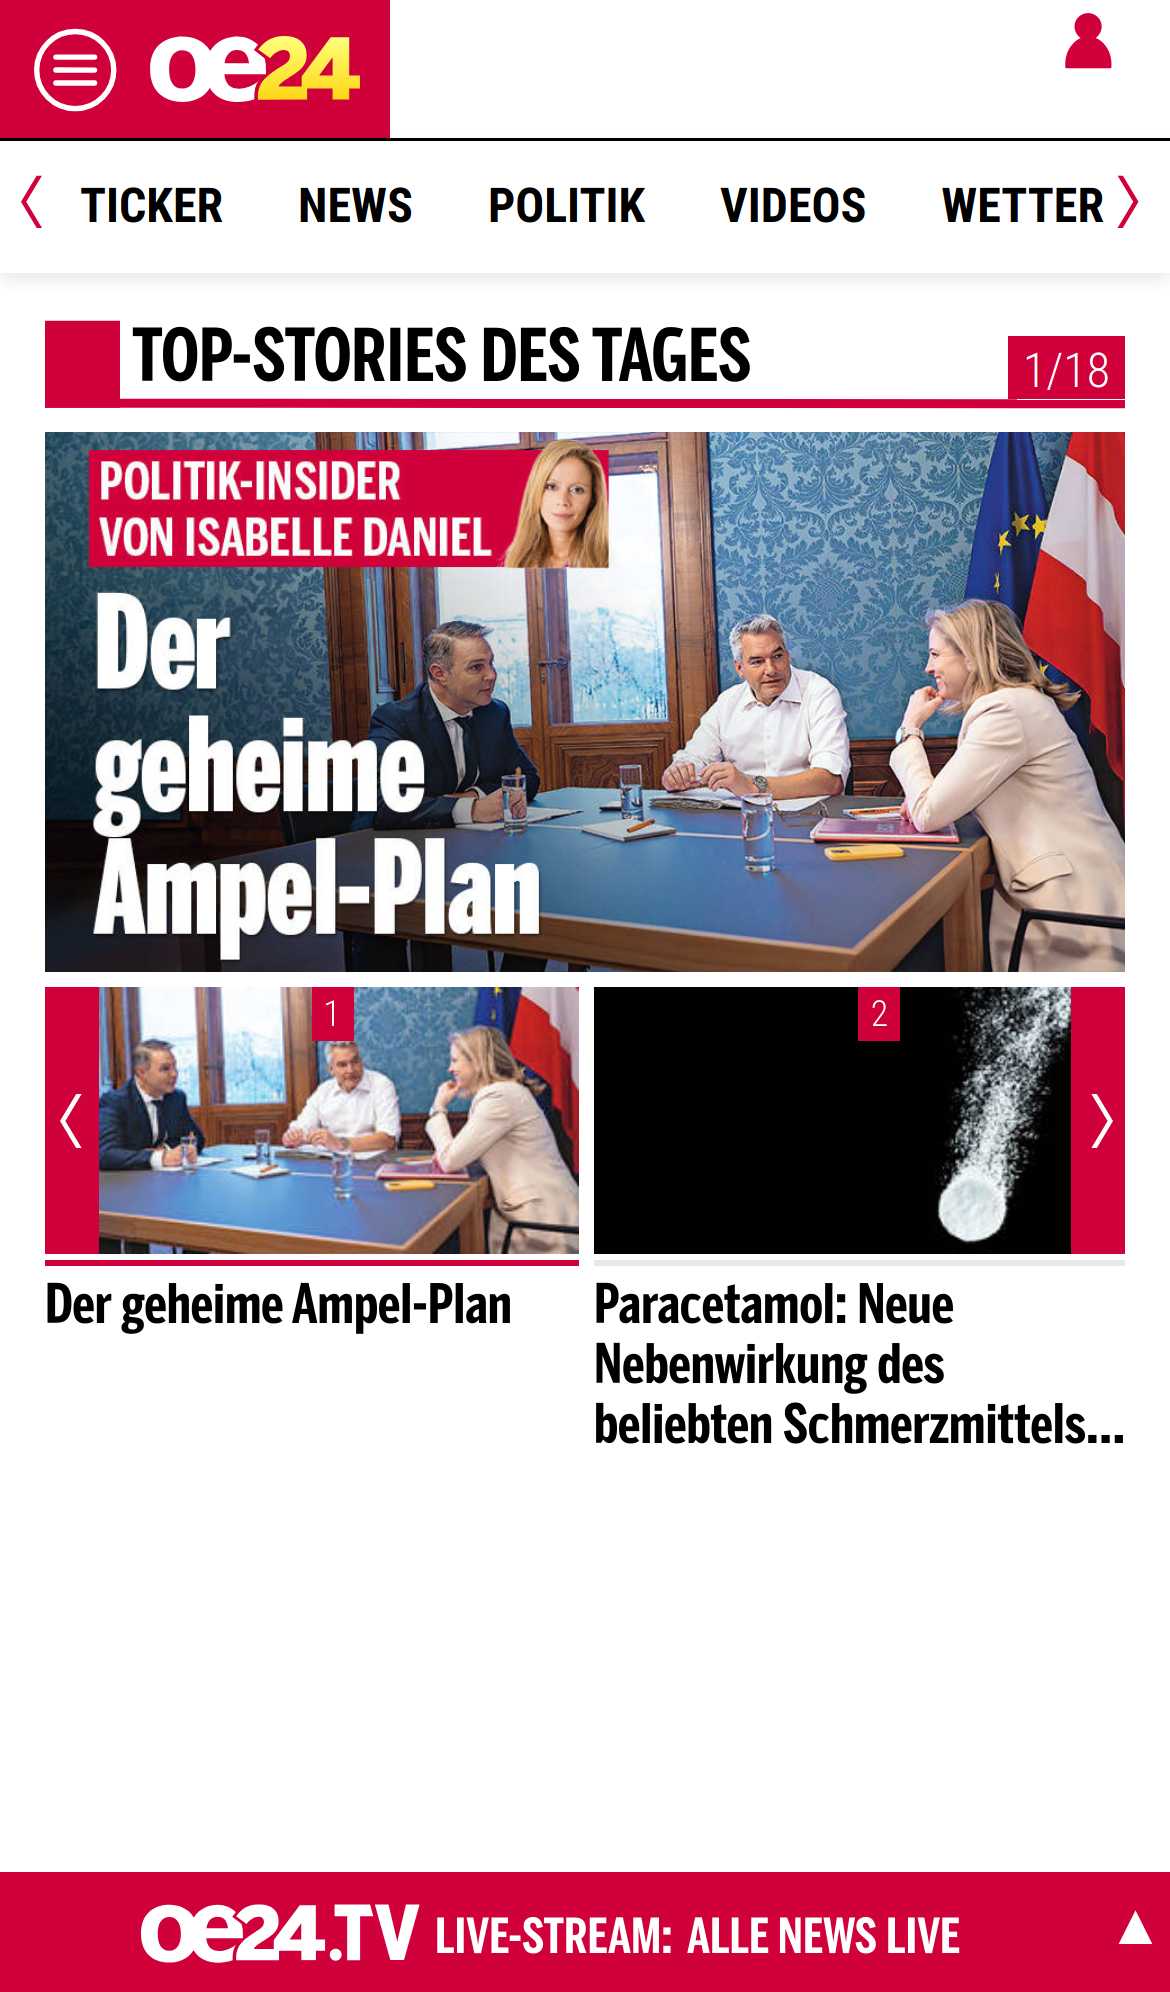 oe24
TICKER NEWS POLITIK VIDEOS WETTER
TOP-STORIES DES TAGES
1/18
POLITIK-INSIDER
VON ISABELLE DANIEL
Der
geheime
Ampel-Plan
1
2
Der geheime Ampel-Plan
Paracetamol: Neue
Nebenwirkung des
beliebten Schmerzmittels...
oe24.TV LIVE-STREAM: ALLE NEWS LIVE